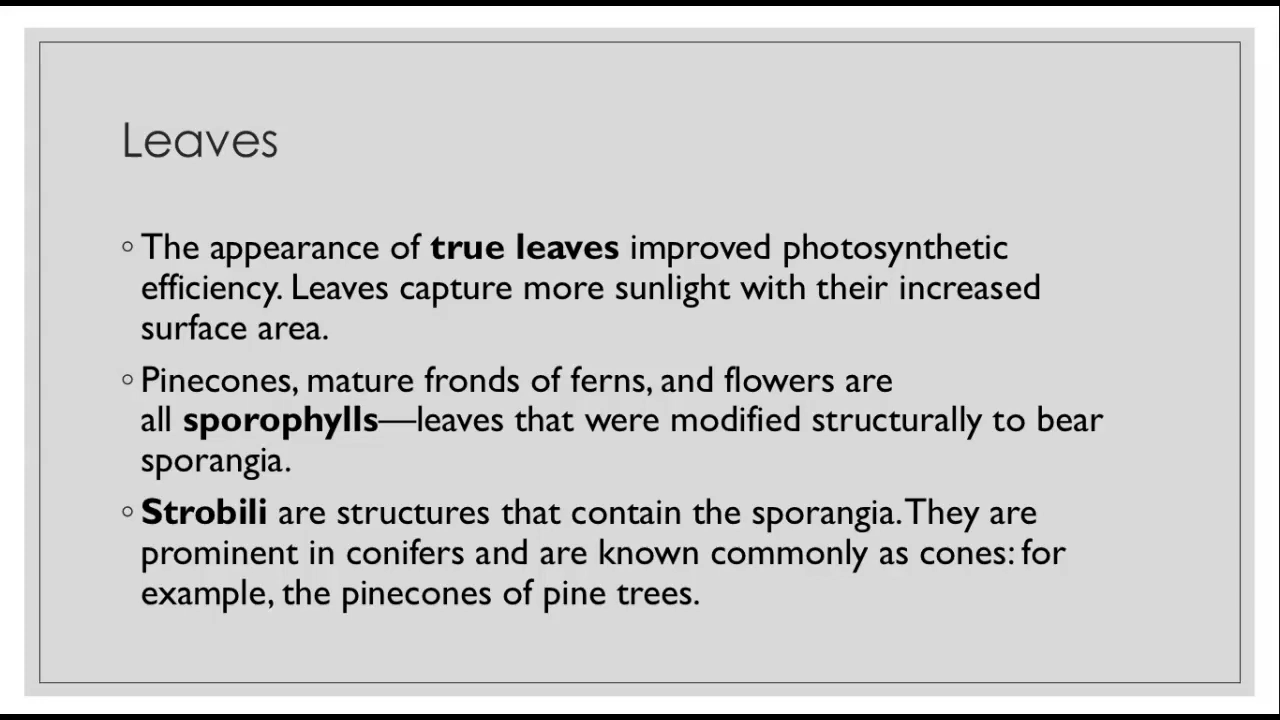 Leaves
◦ The appearance of true leaves improved photosynthetic
efficiency. Leaves capture more sunlight with their increased
surface area.
◦ Pinecones, mature fronds of ferns, and flowers are
all sporophylls—leaves that were modified structurally to bear
sporangia.
◦ Strobili are structures that contain the sporangia. They are
prominent in conifers and are known commonly as cones: for
example, the pinecones of pine trees.